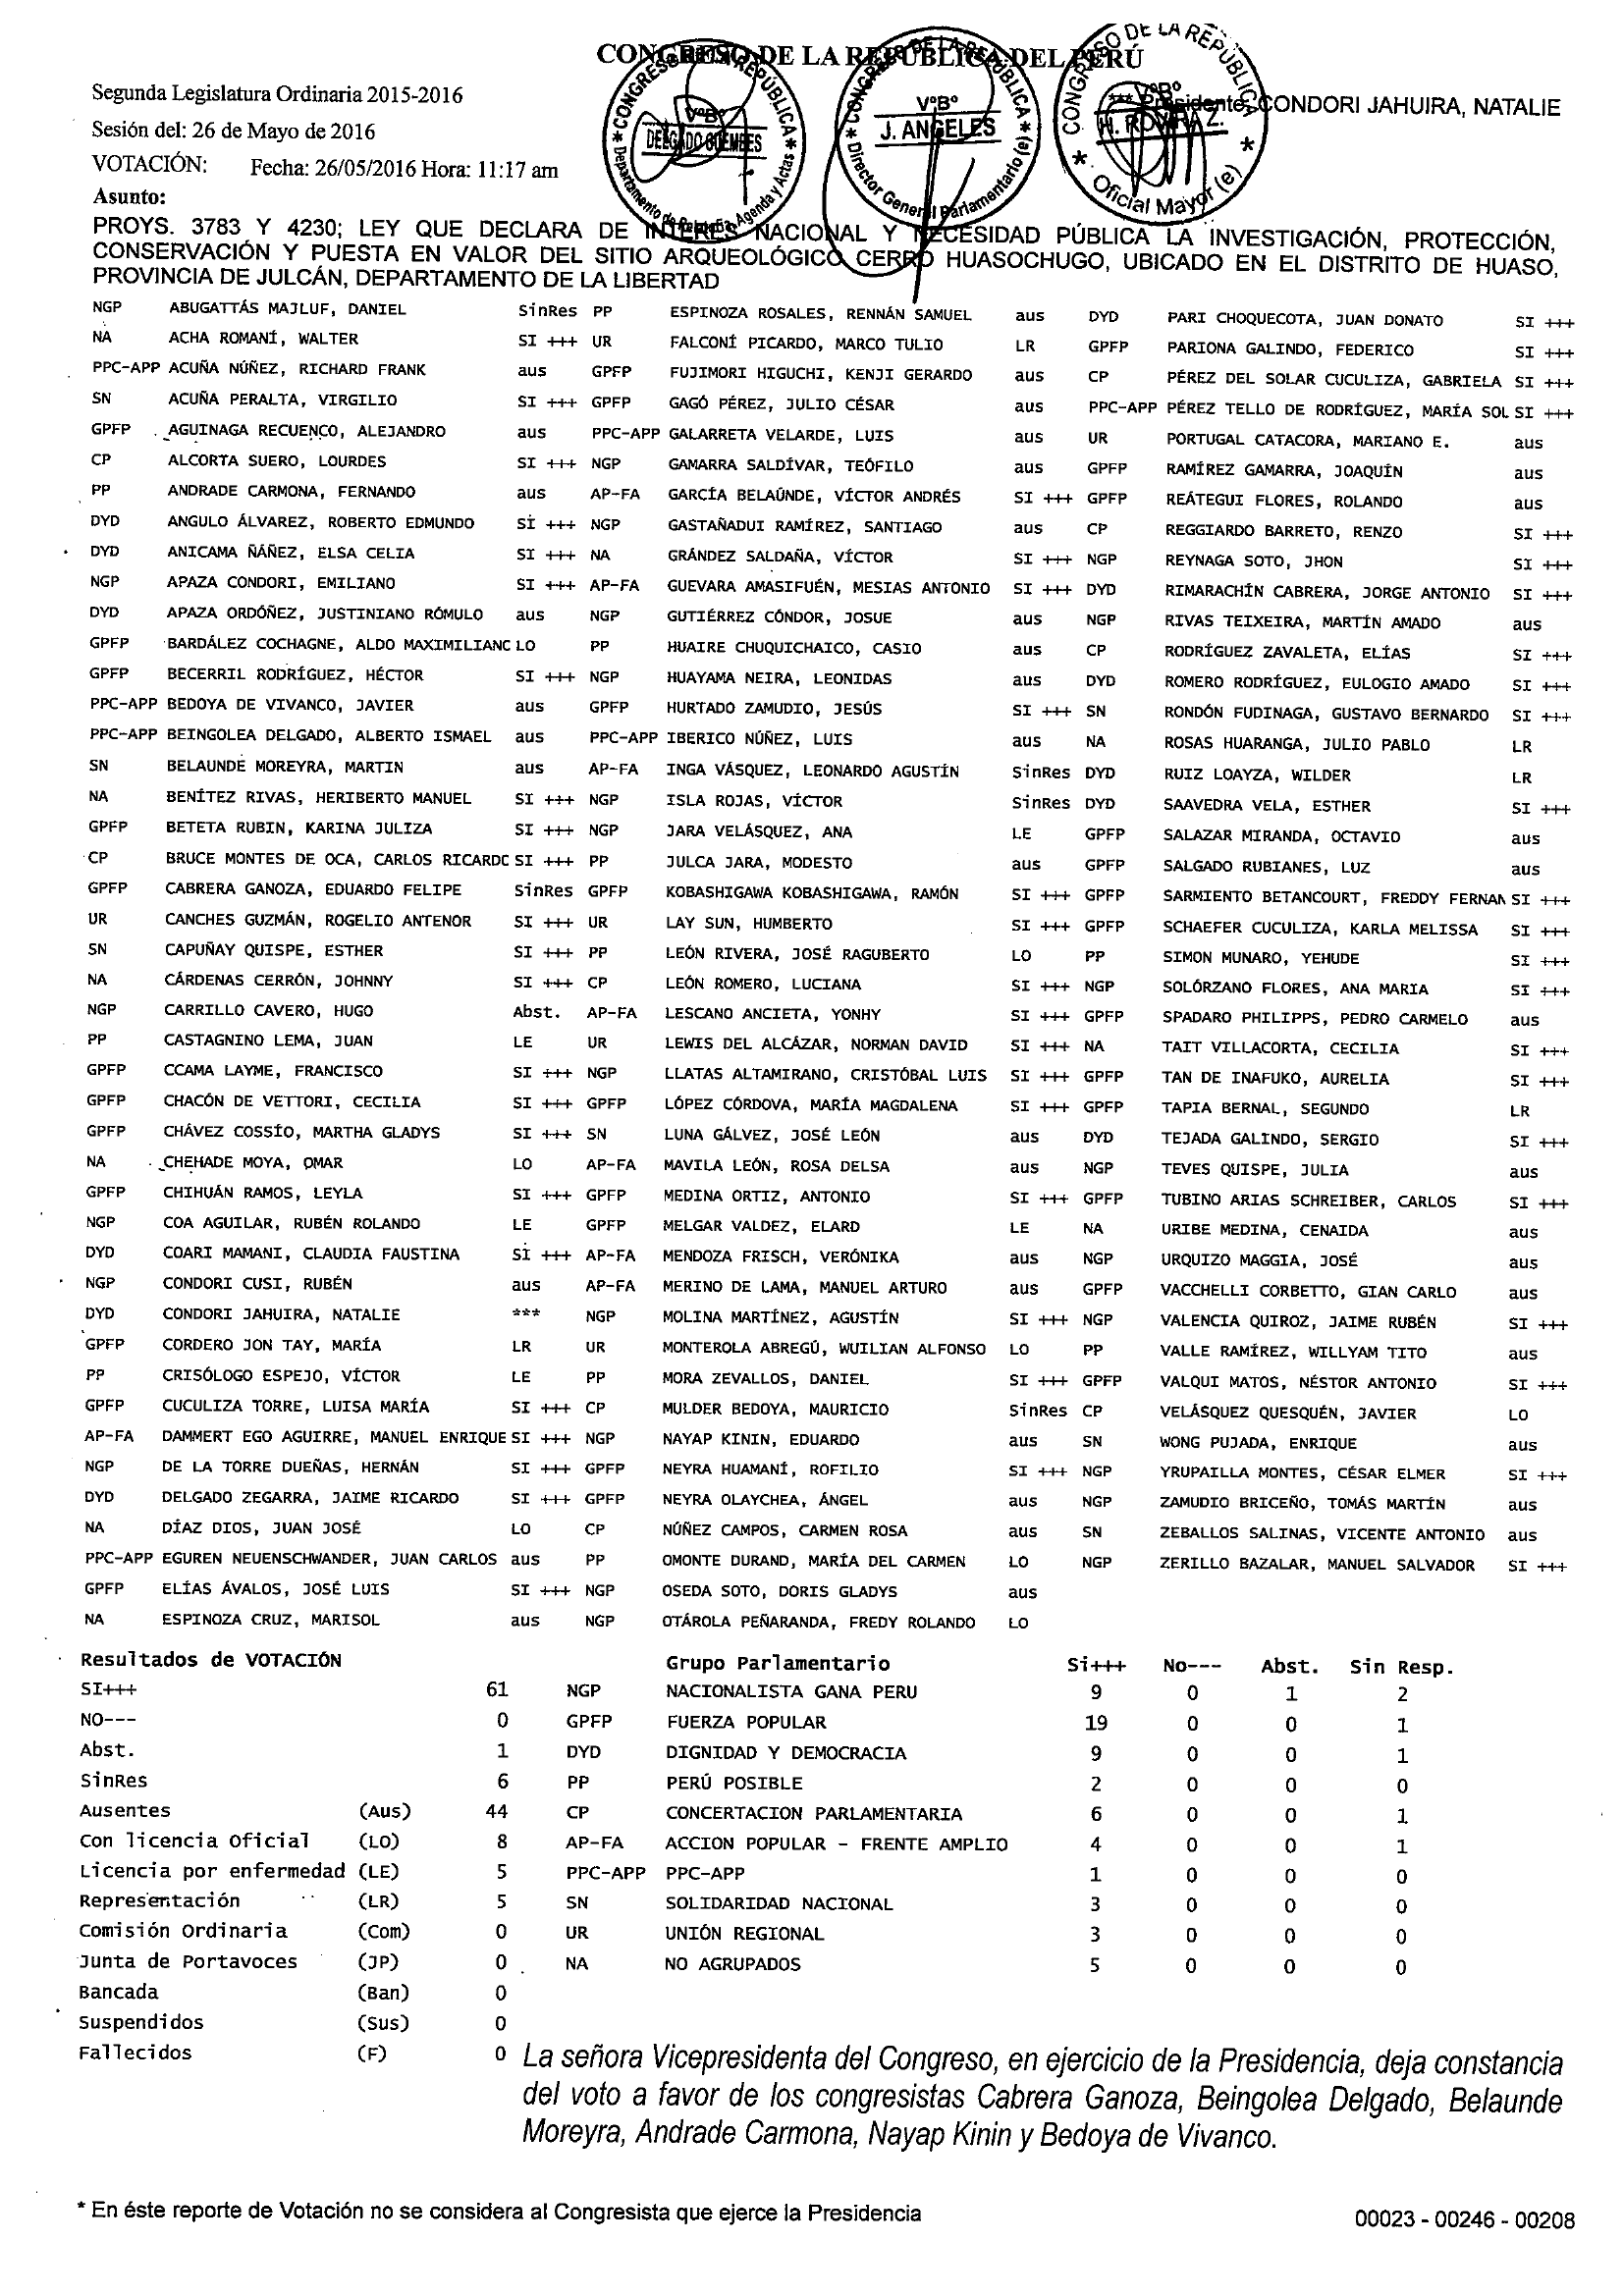 CONGRESO DE LA REPÚBLICA DEL PERÚ
Segunda Legislatura Ordinaria 2015-2016
*** Presidente: CONDORI JAHUIRA, NATALIE
Sesión del: 26 de Mayo de 2016
VOTACIÓN: Fecha: 26/05/2016 Hora: 11:17 am
Asunto:
CONGRESO DE LA REPÚBLICA
VºBº
DELGADO GUEMBES
Departamento de Relatoría, Agenda y Actas
CONGRESO DE LA REPÚBLICA
VºBº
J. ANGELES
Director General Parlamentario (e)
CONGRESO DE LA REPÚBLICA
VºBº
H. ROVIRA Z.
Oficial Mayor (e)
PROYS. 3783 Y 4230; LEY QUE DECLARA DE INTERÉS NACIONAL Y NECESIDAD PÚBLICA LA INVESTIGACIÓN, PROTECCIÓN,
CONSERVACIÓN Y PUESTA EN VALOR DEL SITIO ARQUEOLÓGICO CERRO HUASOCHUGO, UBICADO EN EL DISTRITO DE HUASO,
PROVINCIA DE JULCÁN, DEPARTAMENTO DE LA LIBERTAD
NGP ABUGATTÁS MAJLUF, DANIEL SinRes PP ESPINOZA ROSALES, RENNÁN SAMUEL aus DYD PARI CHOQUECOTA, JUAN DONATO SI +++
NA ACHA ROMANÍ, WALTER SI +++ UR FALCONÍ PICARDO, MARCO TULIO LR GPFP PARIONA GALINDO, FEDERICO SI +++
PPC-APP ACUÑA NÚÑEZ, RICHARD FRANK aus GPFP FUJIMORI HIGUCHI, KENJI GERARDO aus CP PÉREZ DEL SOLAR CUCULIZA, GABRIELA SI +++
SN ACUÑA PERALTA, VIRGILIO SI +++ GPFP GAGÓ PÉREZ, JULIO CÉSAR aus PPC-APP PÉREZ TELLO DE RODRÍGUEZ, MARÍA SOL SI +++
GPFP AGUINAGA RECUENCO, ALEJANDRO aus PPC-APP GALARRETA VELARDE, LUIS aus UR PORTUGAL CATACORA, MARIANO E. aus
CP ALCORTA SUERO, LOURDES SI +++ NGP GAMARRA SALDÍVAR, TEÓFILO aus GPFP RAMÍREZ GAMARRA, JOAQUÍN aus
PP ANDRADE CARMONA, FERNANDO aus AP-FA GARCÍA BELAÚNDE, VÍCTOR ANDRÉS SI +++ GPFP REÁTEGUI FLORES, ROLANDO aus
DYD ANGULO ÁLVAREZ, ROBERTO EDMUNDO SI +++ NGP GASTAÑADUI RAMÍREZ, SANTIAGO aus CP REGGIARDO BARRETO, RENZO SI +++
DYD ANICAMA ÑÁÑEZ, ELSA CELIA SI +++ NA GRÁNDEZ SALDAÑA, VÍCTOR SI +++ NGP REYNAGA SOTO, JHON SI +++
NGP APAZA CONDORI, EMILIANO SI +++ AP-FA GUEVARA AMASIFUÉN, MESIAS ANTONIO SI +++ DYD RIMARACHÍN CABRERA, JORGE ANTONIO SI +++
DYD APAZA ORDÓÑEZ, JUSTINIANO RÓMULO aus NGP GUTIÉRREZ CÓNDOR, JOSUE aus NGP RIVAS TEIXEIRA, MARTÍN AMADO aus
GPFP BARDÁLEZ COCHAGNE, ALDO MAXIMILIANC LO PP HUAIRE CHUQUICHAICO, CASIO aus CP RODRÍGUEZ ZAVALETA, ELÍAS SI +++
GPFP BECERRIL RODRÍGUEZ, HÉCTOR SI +++ NGP HUAYAMA NEIRA, LEONIDAS aus DYD ROMERO RODRÍGUEZ, EULOGIO AMADO SI +++
PPC-APP BEDOYA DE VIVANCO, JAVIER aus GPFP HURTADO ZAMUDIO, JESÚS SI +++ SN RONDÓN FUDINAGA, GUSTAVO BERNARDO SI +++
PPC-APP BEINGOLEA DELGADO, ALBERTO ISMAEL aus PPC-APP IBERICO NÚÑEZ, LUIS aus NA ROSAS HUARANGA, JULIO PABLO LR
SN BELAUNDE MOREYRA, MARTIN aus AP-FA INGA VÁSQUEZ, LEONARDO AGUSTÍN SinRes DYD RUIZ LOAYZA, WILDER LR
NA BENÍTEZ RIVAS, HERIBERTO MANUEL SI +++ NGP ISLA ROJAS, VÍCTOR SinRes DYD SAAVEDRA VELA, ESTHER SI +++
GPFP BETETA RUBIN, KARINA JULIZA SI +++ NGP JARA VELÁSQUEZ, ANA LE GPFP SALAZAR MIRANDA, OCTAVIO aus
CP BRUCE MONTES DE OCA, CARLOS RICARDC SI +++ PP JULCA JARA, MODESTO aus GPFP SALGADO RUBIANES, LUZ aus
GPFP CABRERA GANOZA, EDUARDO FELIPE SinRes GPFP KOBASHIGAWA KOBASHIGAWA, RAMÓN SI +++ GPFP SARMIENTO BETANCOURT, FREDDY FERNAN SI +++
UR CANCHES GUZMÁN, ROGELIO ANTENOR SI +++ UR LAY SUN, HUMBERTO SI +++ GPFP SCHAEFER CUCULIZA, KARLA MELISSA SI +++
SN CAPUÑAY QUISPE, ESTHER SI +++ PP LEÓN RIVERA, JOSÉ RAGUBERTO LO PP SIMON MUNARO, YEHUDE SI +++
NA CÁRDENAS CERRÓN, JOHNNY SI +++ CP LEÓN ROMERO, LUCIANA SI +++ NGP SOLÓRZANO FLORES, ANA MARIA SI +++
NGP CARRILLO CAVERO, HUGO Abst. AP-FA LESCANO ANCIETA, YONHY SI +++ GPFP SPADARO PHILIPPS, PEDRO CARMELO aus
PP CASTAGNINO LEMA, JUAN LE UR LEWIS DEL ALCÁZAR, NORMAN DAVID SI +++ NA TAIT VILLACORTA, CECILIA SI +++
GPFP CCAMA LAYME, FRANCISCO SI +++ NGP LLATAS ALTAMIRANO, CRISTÓBAL LUIS SI +++ GPFP TAN DE INAFUKO, AURELIA SI +++
GPFP CHACÓN DE VETTORI, CECILIA SI +++ GPFP LÓPEZ CÓRDOVA, MARÍA MAGDALENA SI +++ GPFP TAPIA BERNAL, SEGUNDO LR
GPFP CHÁVEZ COSSÍO, MARTHA GLADYS SI +++ SN LUNA GÁLVEZ, JOSÉ LEÓN aus DYD TEJADA GALINDO, SERGIO SI +++
NA CHEHADE MOYA, OMAR LO AP-FA MAVILA LEÓN, ROSA DELSA aus NGP TEVES QUISPE, JULIA aus
GPFP CHIHUÁN RAMOS, LEYLA SI +++ GPFP MEDINA ORTIZ, ANTONIO SI +++ GPFP TUBINO ARIAS SCHREIBER, CARLOS SI +++
NGP COA AGUILAR, RUBÉN ROLANDO LE GPFP MELGAR VALDEZ, ELARD LE NA URIBE MEDINA, CENAIDA aus
DYD COARI MAMANI, CLAUDIA FAUSTINA SI +++ AP-FA MENDOZA FRISCH, VERÓNIKA aus NGP URQUIZO MAGGIA, JOSÉ aus
NGP CONDORI CUSI, RUBÉN aus AP-FA MERINO DE LAMA, MANUEL ARTURO aus GPFP VACCHELLI CORBETTO, GIAN CARLO aus
DYD CONDORI JAHUIRA, NATALIE *** NGP MOLINA MARTÍNEZ, AGUSTÍN SI +++ NGP VALENCIA QUIROZ, JAIME RUBÉN SI +++
GPFP CORDERO JON TAY, MARÍA LR UR MONTEROLA ABREGÚ, WUILIAN ALFONSO LO PP VALLE RAMÍREZ, WILLYAM TITO aus
PP CRISÓLOGO ESPEJO, VÍCTOR LE PP MORA ZEVALLOS, DANIEL SI +++ GPFP VALQUI MATOS, NÉSTOR ANTONIO SI +++
GPFP CUCULIZA TORRE, LUISA MARÍA SI +++ CP MULDER BEDOYA, MAURICIO SinRes CP VELÁSQUEZ QUESQUÉN, JAVIER LO
AP-FA DAMMERT EGO AGUIRRE, MANUEL ENRIQUE SI +++ NGP NAYAP KININ, EDUARDO aus SN WONG PUJADA, ENRIQUE aus
NGP DE LA TORRE DUEÑAS, HERNÁN SI +++ GPFP NEYRA HUAMANÍ, ROFILIO SI +++ NGP YRUPAILLA MONTES, CÉSAR ELMER SI +++
DYD DELGADO ZEGARRA, JAIME RICARDO SI +++ GPFP NEYRA OLAYCHEA, ÁNGEL aus NGP ZAMUDIO BRICEÑO, TOMÁS MARTÍN aus
NA DÍAZ DIOS, JUAN JOSÉ LO CP NÚÑEZ CAMPOS, CARMEN ROSA aus SN ZEBALLOS SALINAS, VICENTE ANTONIO aus
PPC-APP EGUREN NEUENSCHWANDER, JUAN CARLOS aus PP OMONTE DURAND, MARÍA DEL CARMEN LO NGP ZERILLO BAZALAR, MANUEL SALVADOR SI +++
GPFP ELÍAS ÁVALOS, JOSÉ LUIS SI +++ NGP OSEDA SOTO, DORIS GLADYS aus
NA ESPINOZA CRUZ, MARISOL aus NGP OTÁROLA PEÑARANDA, FREDY ROLANDO LO
Resultados de VOTACIÓN Grupo Parlamentario Si+++ No--- Abst. Sin Resp.
SI+++ 61 NGP NACIONALISTA GANA PERU 9 0 1 2
NO--- 0 GPFP FUERZA POPULAR 19 0 0 1
Abst. 1 DYD DIGNIDAD Y DEMOCRACIA 9 0 0 1
SinRes 6 PP PERÚ POSIBLE 2 0 0 0
Ausentes (Aus) 44 CP CONCERTACION PARLAMENTARIA 6 0 0 1
Con licencia Oficial (LO) 8 AP-FA ACCION POPULAR - FRENTE AMPLIO 4 0 0 1
Licencia por enfermedad (LE) 5 PPC-APP PPC-APP 1 0 0 0
Representación (LR) 5 SN SOLIDARIDAD NACIONAL 3 0 0 0
Comisión Ordinaria (Com) 0 UR UNIÓN REGIONAL 3 0 0 0
Junta de Portavoces (JP) 0 NA NO AGRUPADOS 5 0 0 0
Bancada (Ban) 0
Suspendidos (Sus) 0
Fallecidos (F) 0
La señora Vicepresidenta del Congreso, en ejercicio de la Presidencia, deja constancia
del voto a favor de los congresistas Cabrera Ganoza, Beingolea Delgado, Belaunde
Moreyra, Andrade Carmona, Nayap Kinin y Bedoya de Vivanco.
* En éste reporte de Votación no se considera al Congresista que ejerce la Presidencia
00023 - 00246 - 00208